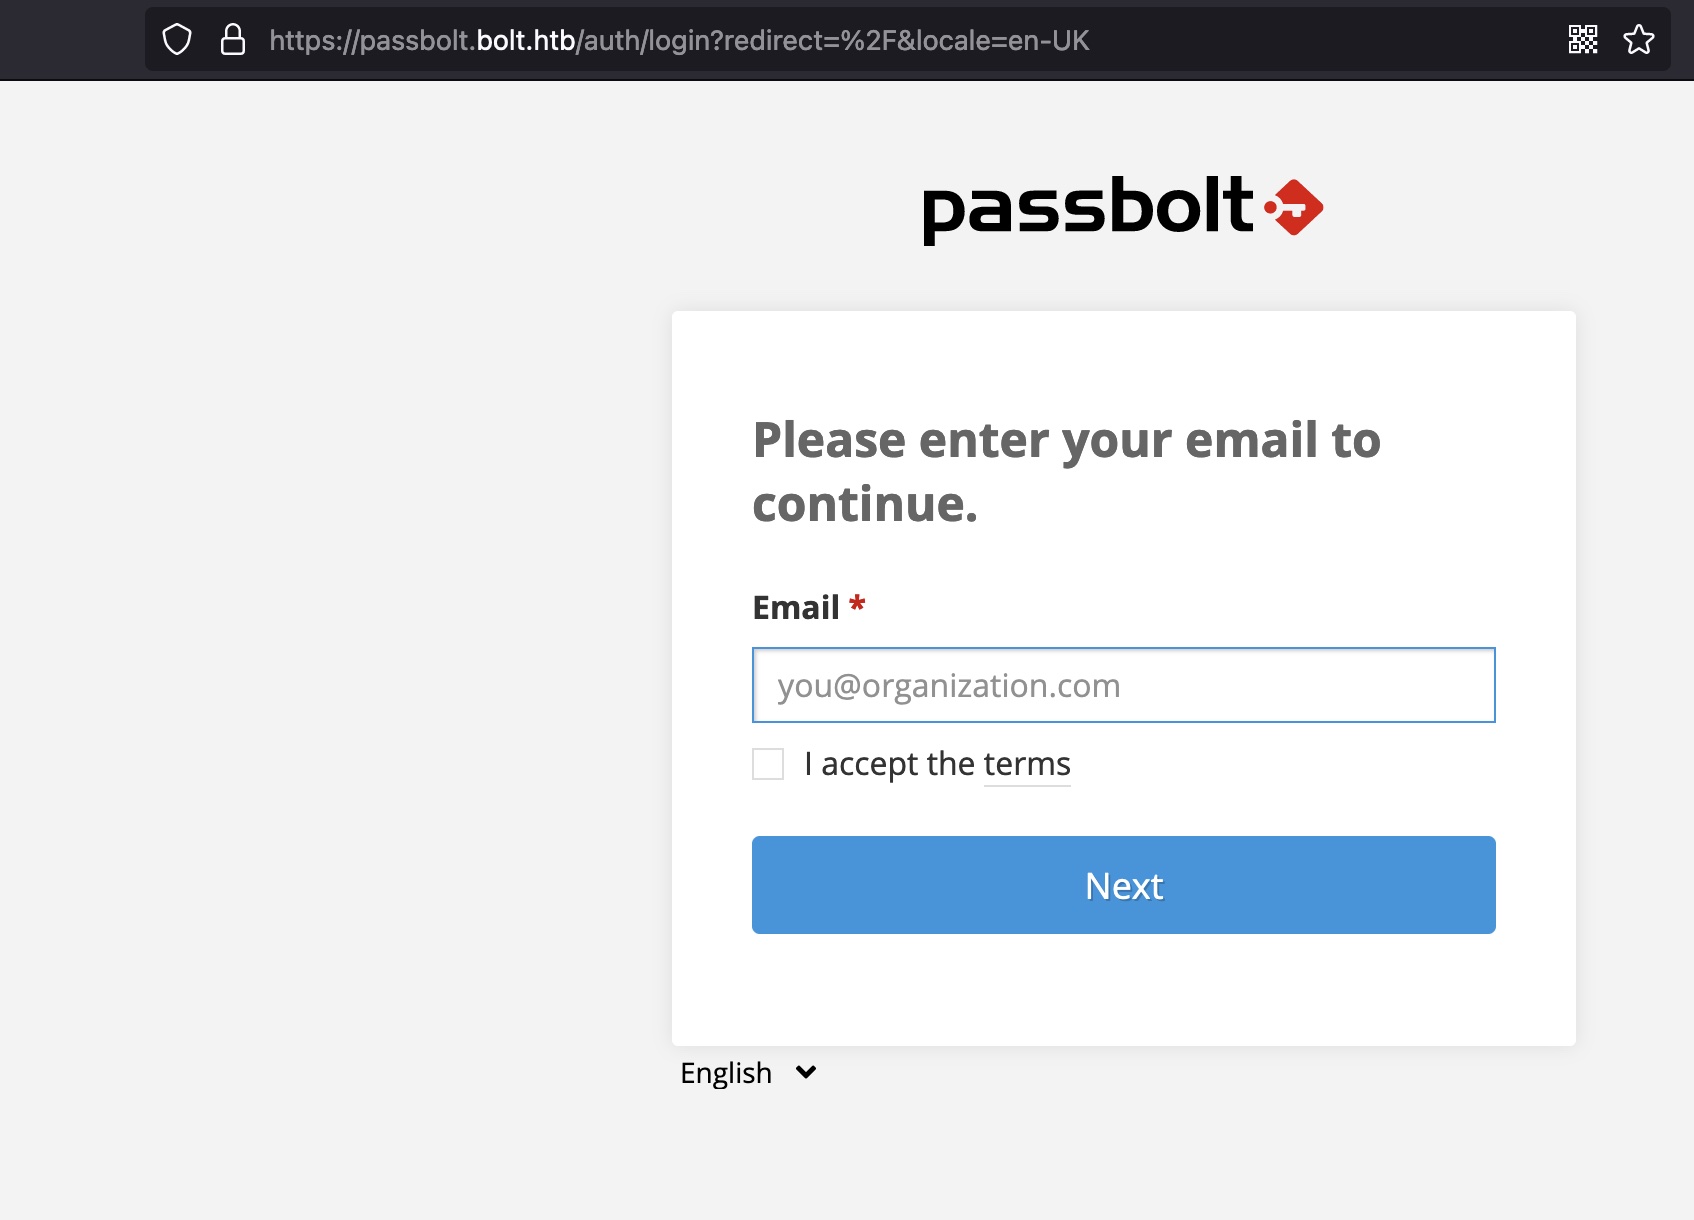 https://passbolt.bolt.htb/auth/login?redirect=%2F&locale=en-UK
passbolt
Please enter your email to
continue.
Email *
you@organization.com
I accept the terms
Next
English